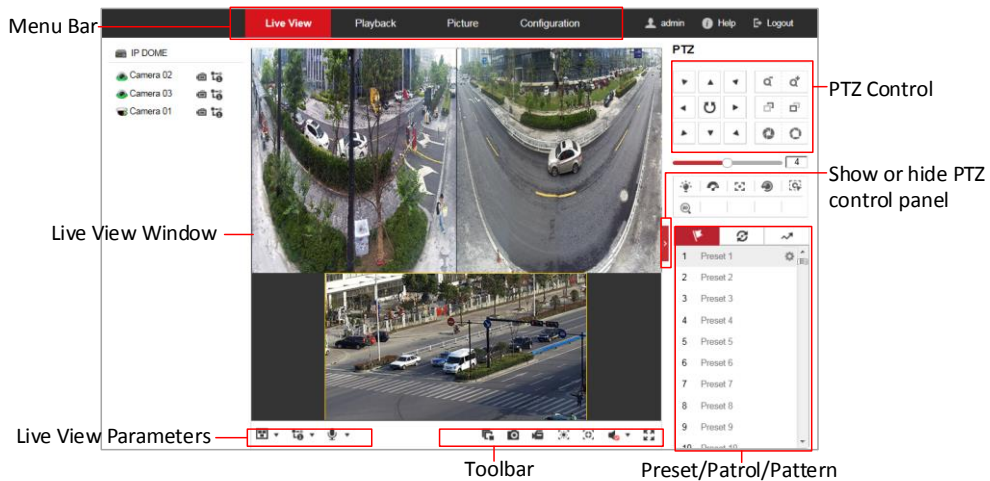 Menu Bar
Live View Playback Picture Configuration admin Help Logout
IP DOME
Camera 02
Camera 03
Camera 01
PTZ
PTZ Control
4
Show or hide PTZ
control panel
Live View Window
1 Preset 1
2 Preset 2
3 Preset 3
4 Preset 4
5 Preset 5
6 Preset 6
7 Preset 7
8 Preset 8
9 Preset 9
10 Preset 10
Live View Parameters
Toolbar
Preset/Patrol/Pattern